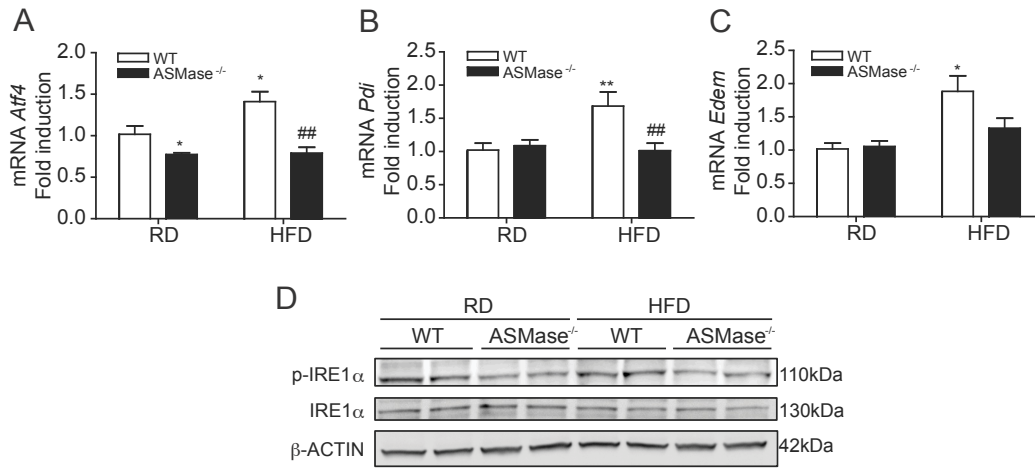 A
mRNA Atf4
Fold induction
2.0
1.5
1.0
0.5
0.0
WT
ASMase -/-
*
*
##
RD
HFD
B
mRNA Pdi
Fold induction
2.5
2.0
1.5
1.0
0.5
0.0
WT
ASMase -/-
**
##
RD
HFD
C
mRNA Edem
Fold induction
2.5
2.0
1.5
1.0
0.5
0.0
WT
ASMase -/-
*
RD
HFD
D
RD HFD
WT ASMase-/- WT ASMase-/-
p-IRE1α 110kDa
IRE1α 130kDa
β-ACTIN 42kDa